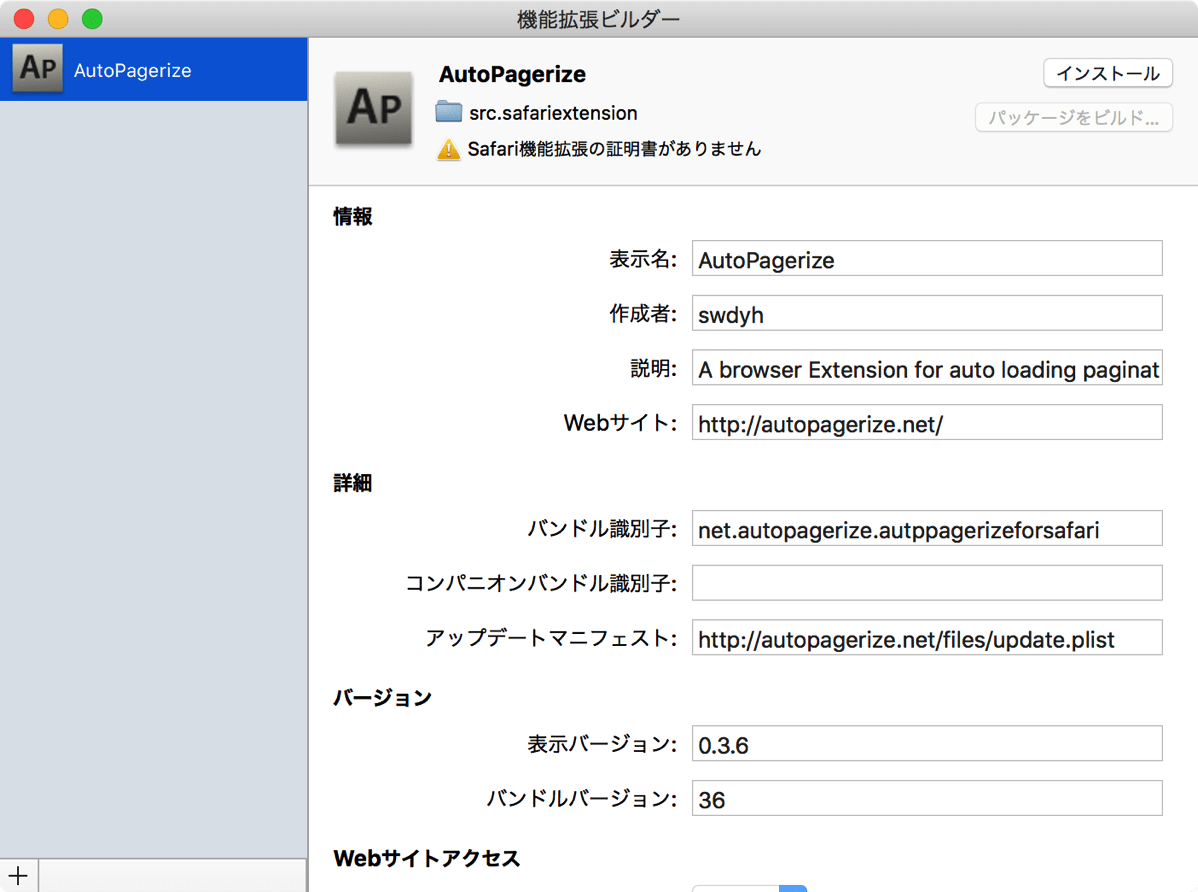 機能拡張ビルダー
AP AutoPagerize
AP
AutoPagerize
インストール
src.safariextension
パッケージをビルド...
Safari機能拡張の証明書がありません
情報
表示名: AutoPagerize
作成者: swdyh
説明: A browser Extension for auto loading paginat
Webサイト: http://autopagerize.net/
詳細
バンドル識別子: net.autopagerize.autppagerizeforsafari
コンパニオンバンドル識別子:
アップデートマニフェスト: http://autopagerize.net/files/update.plist
バージョン
表示バージョン: 0.3.6
バンドルバージョン: 36
Webサイトアクセス